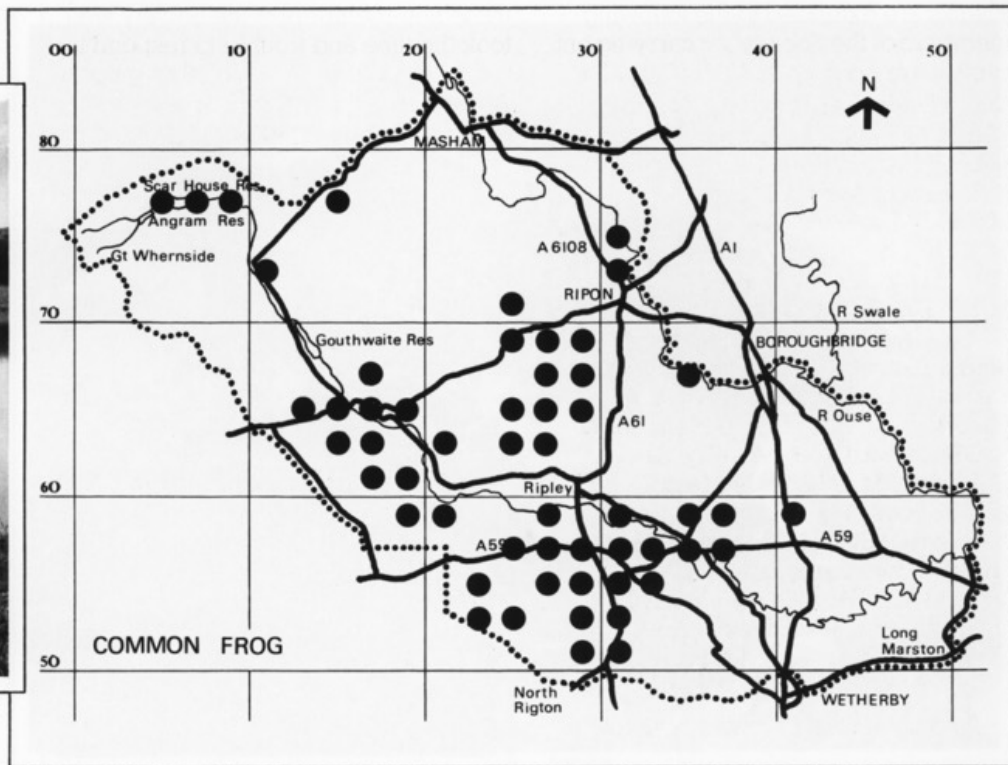 00
10
20
30
40
50
N
80
MASHAM
Scar House Res
Angram Res
Gt Whernside
A 6108
A1
RIPON
R Swale
70
Gouthwaite Res
BOROUGHBRIDGE
A61
R Ouse
60
Ripley
A59
A59
COMMON FROG
Long
Marston
50
North
Rigton
WETHERBY